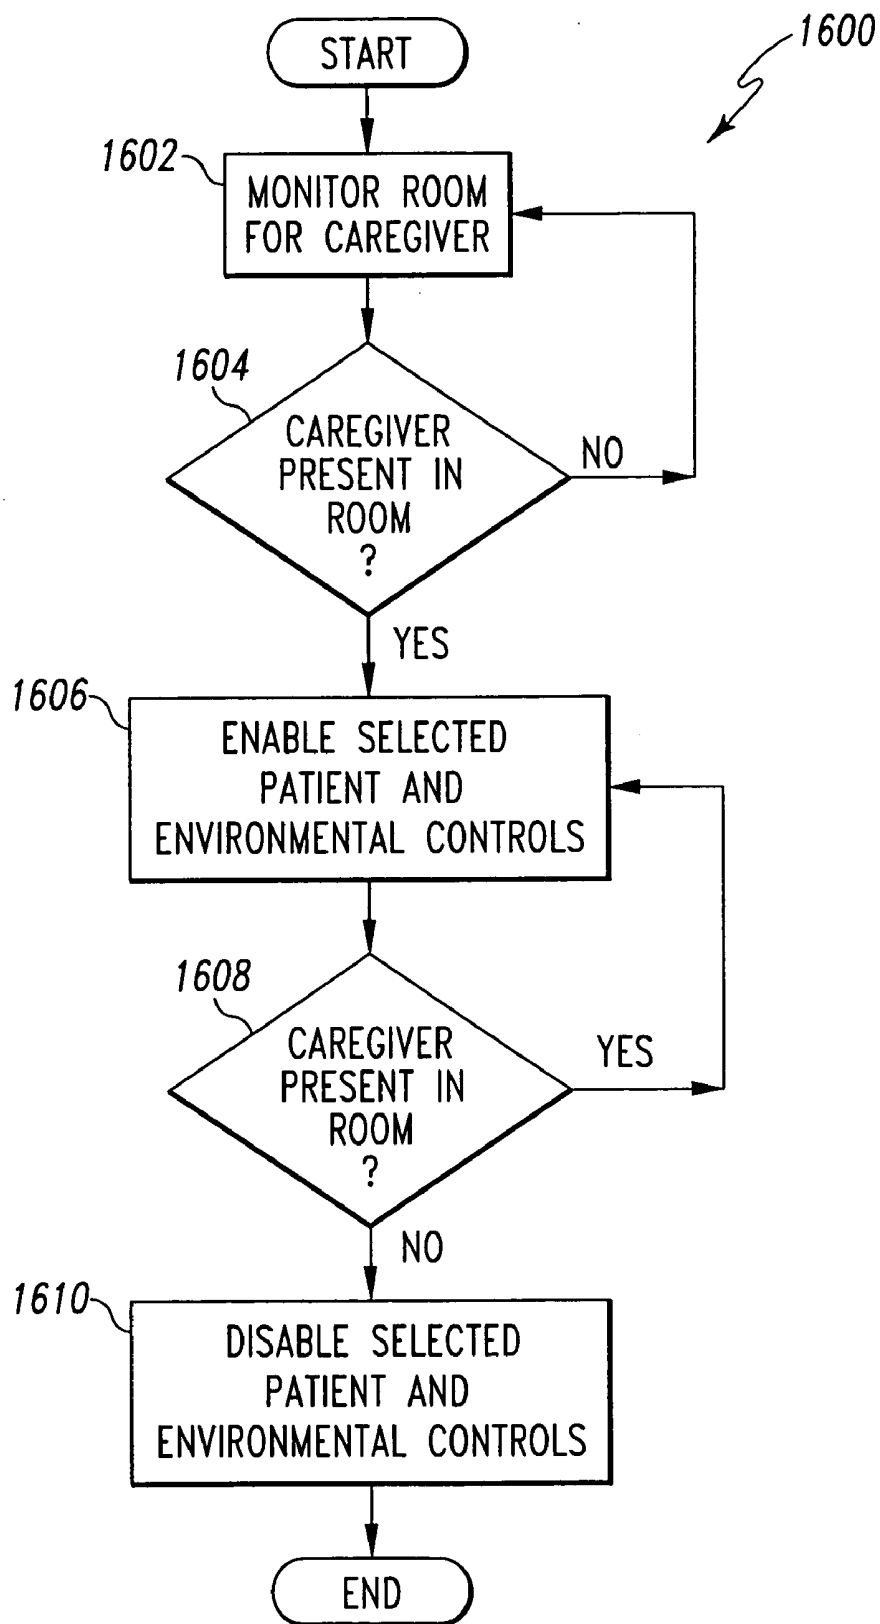 START
1600
1602
MONITOR ROOM
FOR CAREGIVER
1604
CAREGIVER
PRESENT IN
ROOM
?
NO
YES
1606
ENABLE SELECTED
PATIENT AND
ENVIRONMENTAL CONTROLS
1608
CAREGIVER
PRESENT IN
ROOM
?
YES
NO
1610
DISABLE SELECTED
PATIENT AND
ENVIRONMENTAL CONTROLS
END